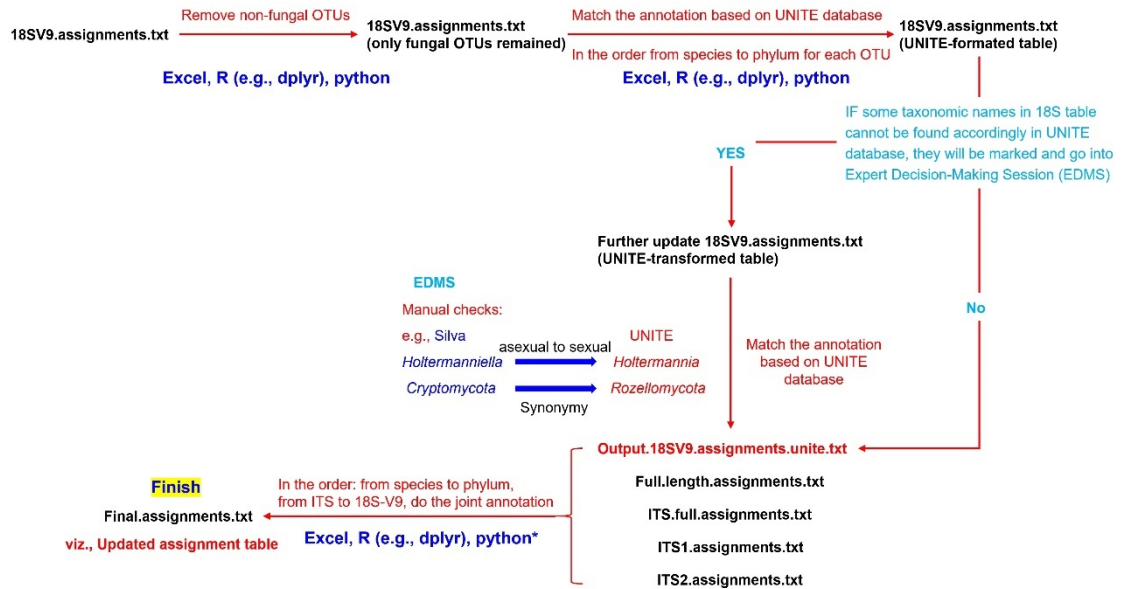 18SV9.assignments.txt
Remove non-fungal OTUs
18SV9.assignments.txt
(only fungal OTUs remained)
Excel, R (e.g., dplyr), python
Match the annotation based on UNITE database
In the order from species to phylum for each OTU
Excel, R (e.g., dplyr), python
18SV9.assignments.txt
(UNITE-formated table)
IF some taxonomic names in 18S table
cannot be found accordingly in UNITE
database, they will be marked and go into
Expert Decision-Making Session (EDMS)
YES
Further update 18SV9.assignments.txt
(UNITE-transformed table)
No
EDMS
Manual checks:
e.g., Silva
UNITE
asexual to sexual
Holtermanniella
Holtermannia
Cryptomycota
Rozellomycota
Synonymy
Match the annotation
based on UNITE
database
Output.18SV9.assignments.unite.txt
Full.length.assignments.txt
ITS.full.assignments.txt
ITS1.assignments.txt
ITS2.assignments.txt
In the order: from species to phylum,
from ITS to 18S-V9, do the joint annotation
Excel, R (e.g., dplyr), python*
Finish
Final.assignments.txt
viz., Updated assignment table